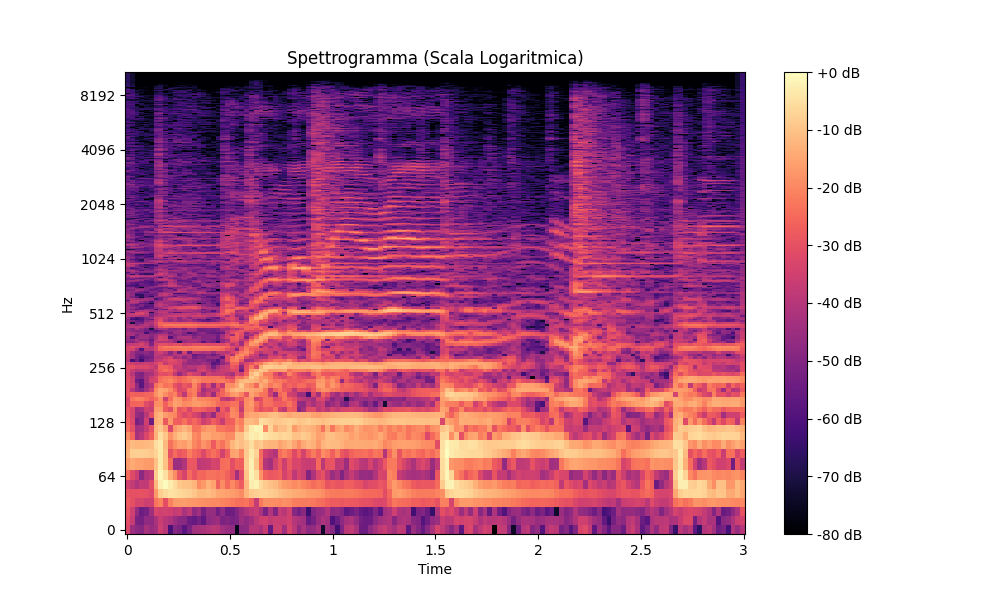 Spettrogramma (Scala Logaritmica)
Hz
8192
4096
2048
1024
512
256
128
64
0
0
0.5
1
1.5
2
2.5
3
Time
+0 dB
-10 dB
-20 dB
-30 dB
-40 dB
-50 dB
-60 dB
-70 dB
-80 dB